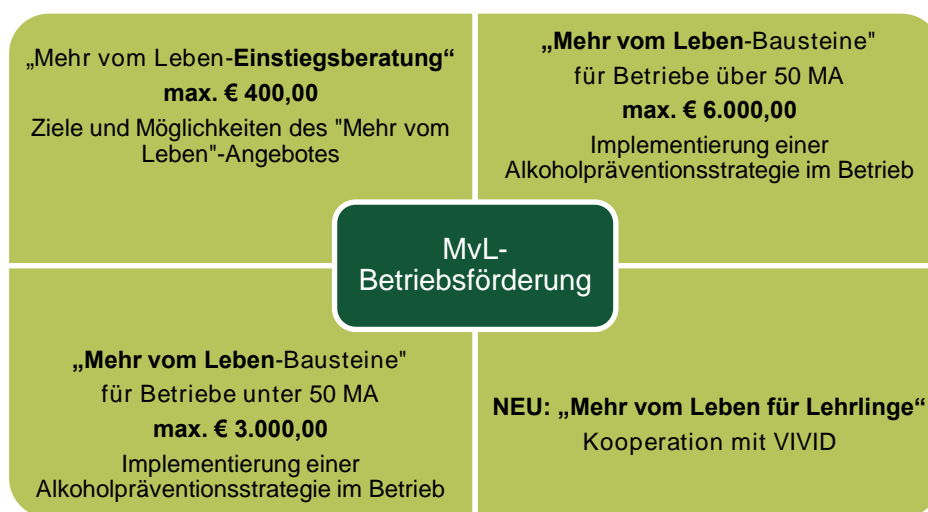 „Mehr vom Leben-Einstiegsberatung“
max. € 400,00
Ziele und Möglichkeiten des "Mehr vom
Leben"-Angebotes
„Mehr vom Leben-Bausteine"
für Betriebe über 50 MA
max. € 6.000,00
Implementierung einer
Alkoholpräventionsstrategie im Betrieb
MvL-
Betriebsförderung
„Mehr vom Leben-Bausteine"
für Betriebe unter 50 MA
max. € 3.000,00
Implementierung einer
Alkoholpräventionsstrategie im Betrieb
NEU: „Mehr vom Leben für Lehrlinge“
Kooperation mit VIVID